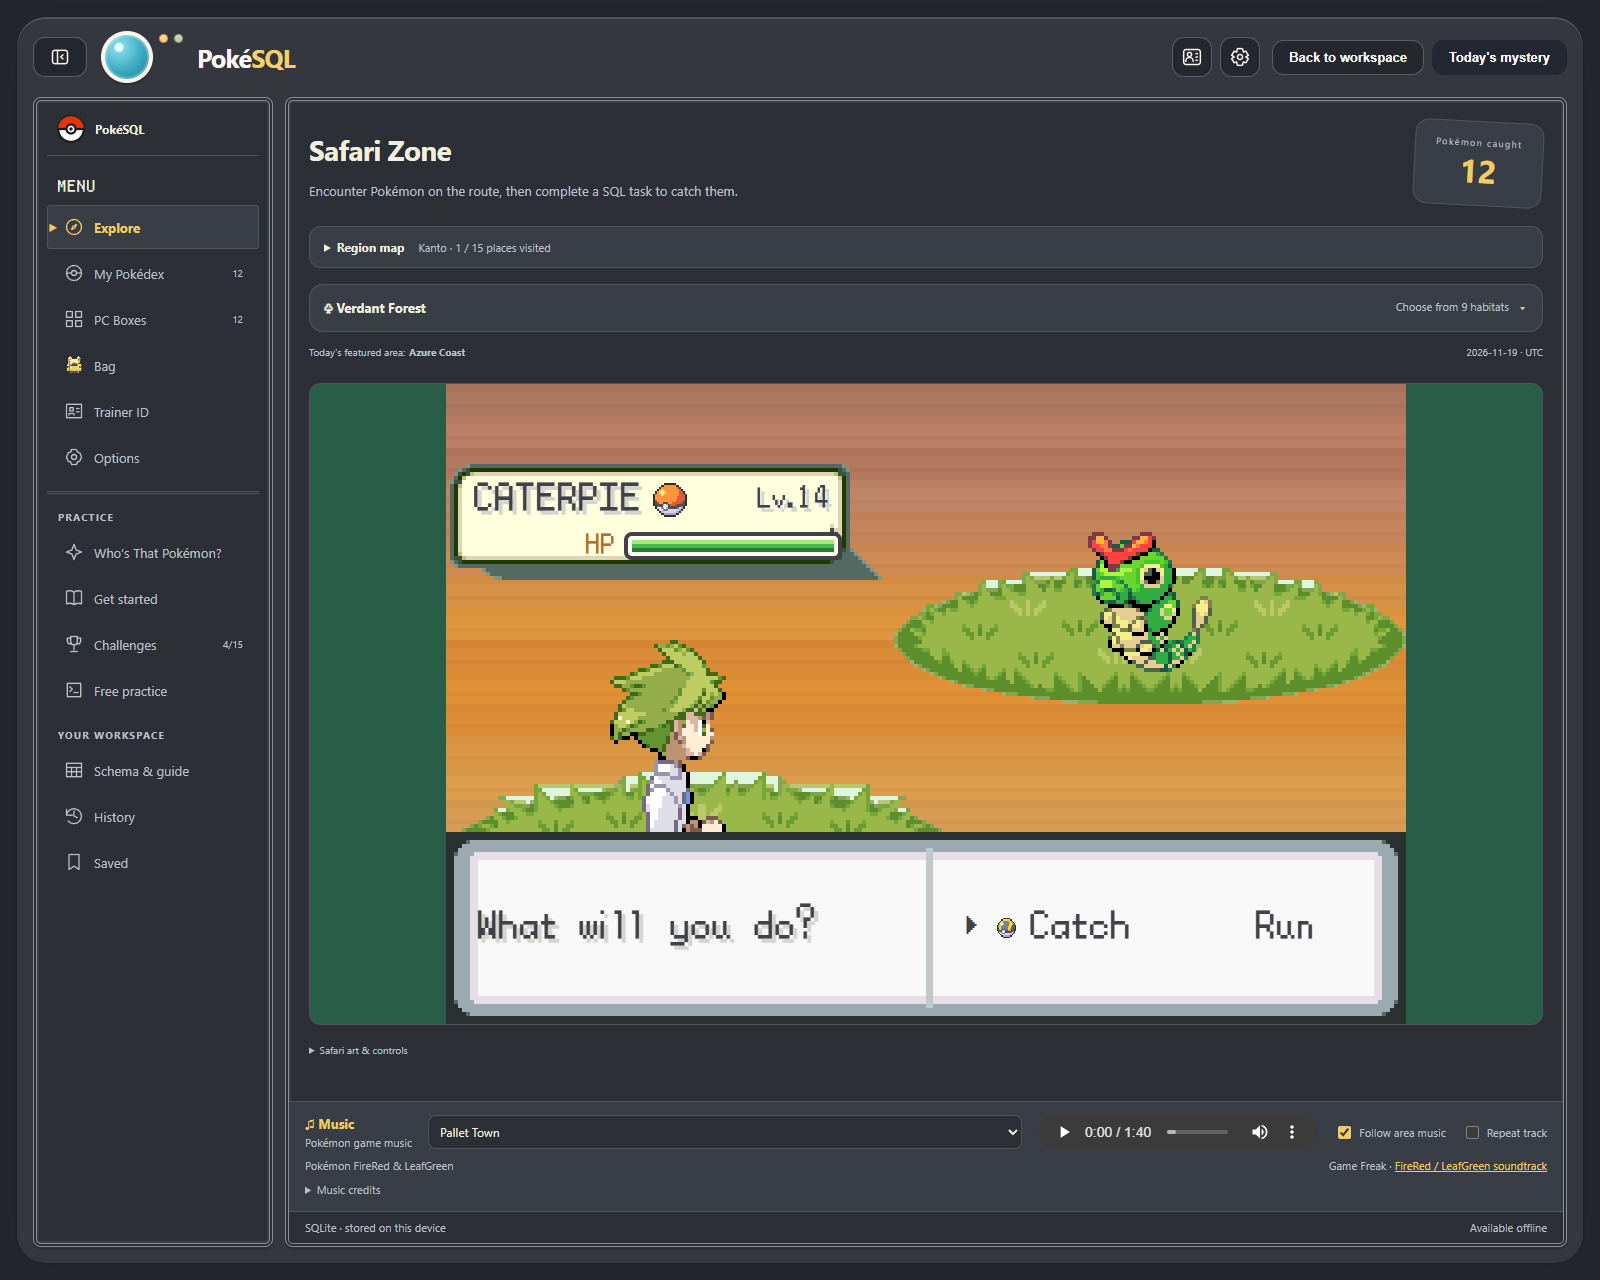 PokéSQL
Back to workspace
Today's mystery
PokéSQL
MENU
Explore
My Pokédex 12
PC Boxes 12
Bag
Trainer ID
Options
PRACTICE
Who's That Pokémon?
Get started
Challenges 4/15
Free practice
YOUR WORKSPACE
Schema & guide
History
Saved
Safari Zone
Encounter Pokémon on the route, then complete a SQL task to catch them.
Pokémon caught
12
Region map Kanto · 1 / 15 places visited
Verdant Forest Choose from 9 habitats
Today's featured area: Azure Coast 2026-11-19 · UTC
CATERPIE Lv.14
HP
What will you do? Catch Run
Safari art & controls
Music
Pokémon game music
Pallet Town
0:00 / 1:40
Follow area music
Repeat track
Pokémon FireRed & LeafGreen
Game Freak · FireRed / LeafGreen soundtrack
Music credits
SQLite · stored on this device
Available offline